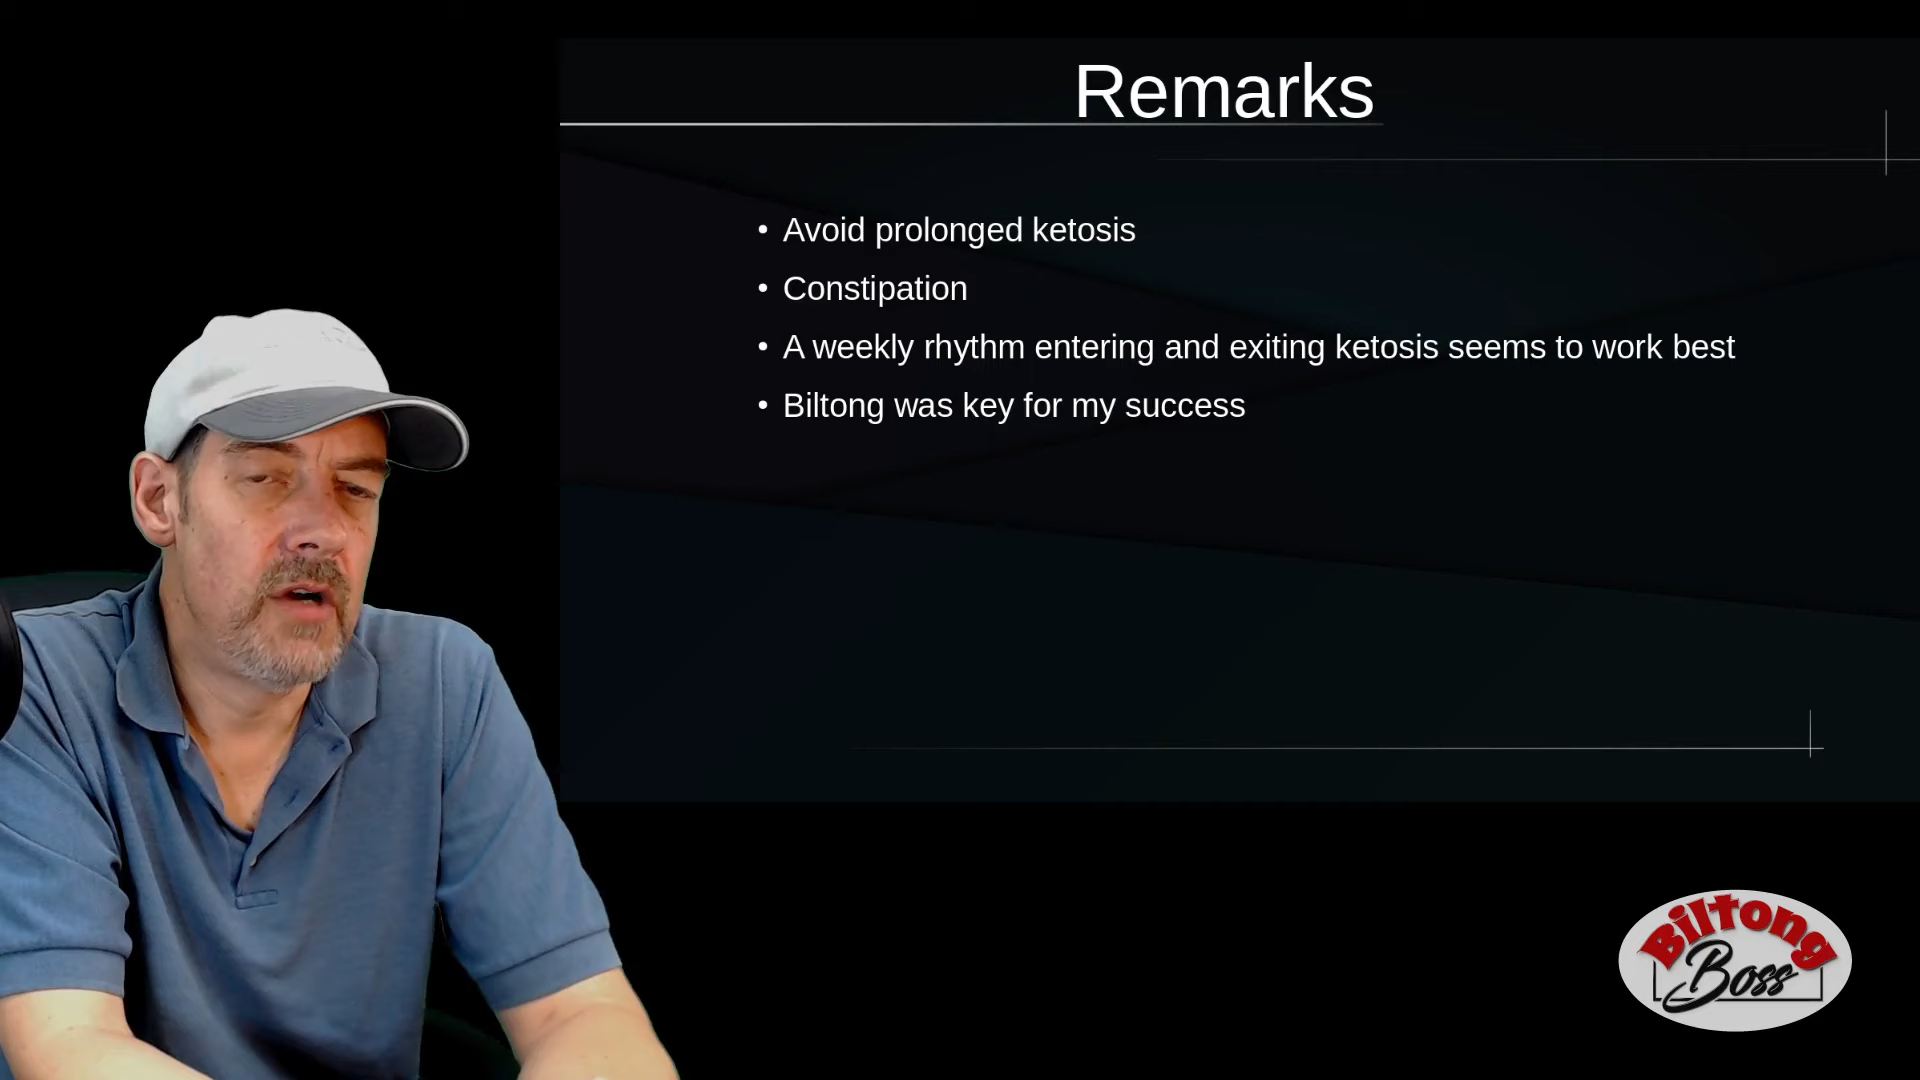 Remarks
• Avoid prolonged ketosis
• Constipation
• A weekly rhythm entering and exiting ketosis seems to work best
• Biltong was key for my success
Biltong
Boss